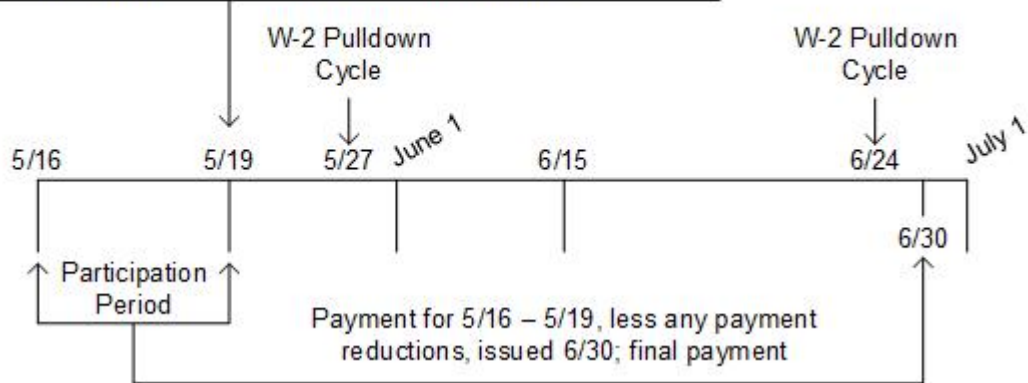 W-2 Pulldown
Cycle
W-2 Pulldown
Cycle
5/16
5/19
5/27
June 1
6/15
6/24
July 1
6/30
Participation
Period
Payment for 5/16 – 5/19, less any payment
reductions, issued 6/30; final payment